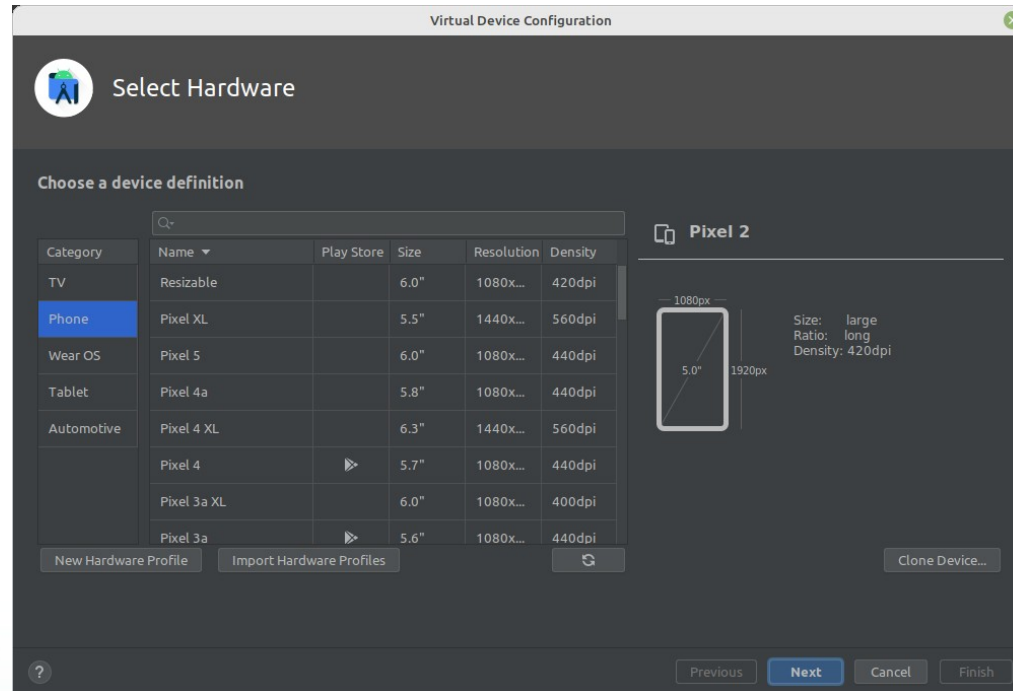 Virtual Device Configuration
Select Hardware
Choose a device definition
Category
TV
Phone
Wear OS
Tablet
Automotive
Name Play Store Size Resolution Density
Resizable 6.0" 1080x... 420dpi
Pixel XL 5.5" 1440x... 560dpi
Pixel 5 6.0" 1080x... 440dpi
Pixel 4a 5.8" 1080x... 440dpi
Pixel 4 XL 6.3" 1440x... 560dpi
Pixel 4 5.7" 1080x... 440dpi
Pixel 3a XL 6.0" 1080x... 400dpi
Pixel 3a 5.6" 1080x... 440dpi
New Hardware Profile Import Hardware Profiles
Pixel 2
1080px
5.0"
1920px
Size: large
Ratio: long
Density: 420dpi
Clone Device...
? Previous Next Cancel Finish